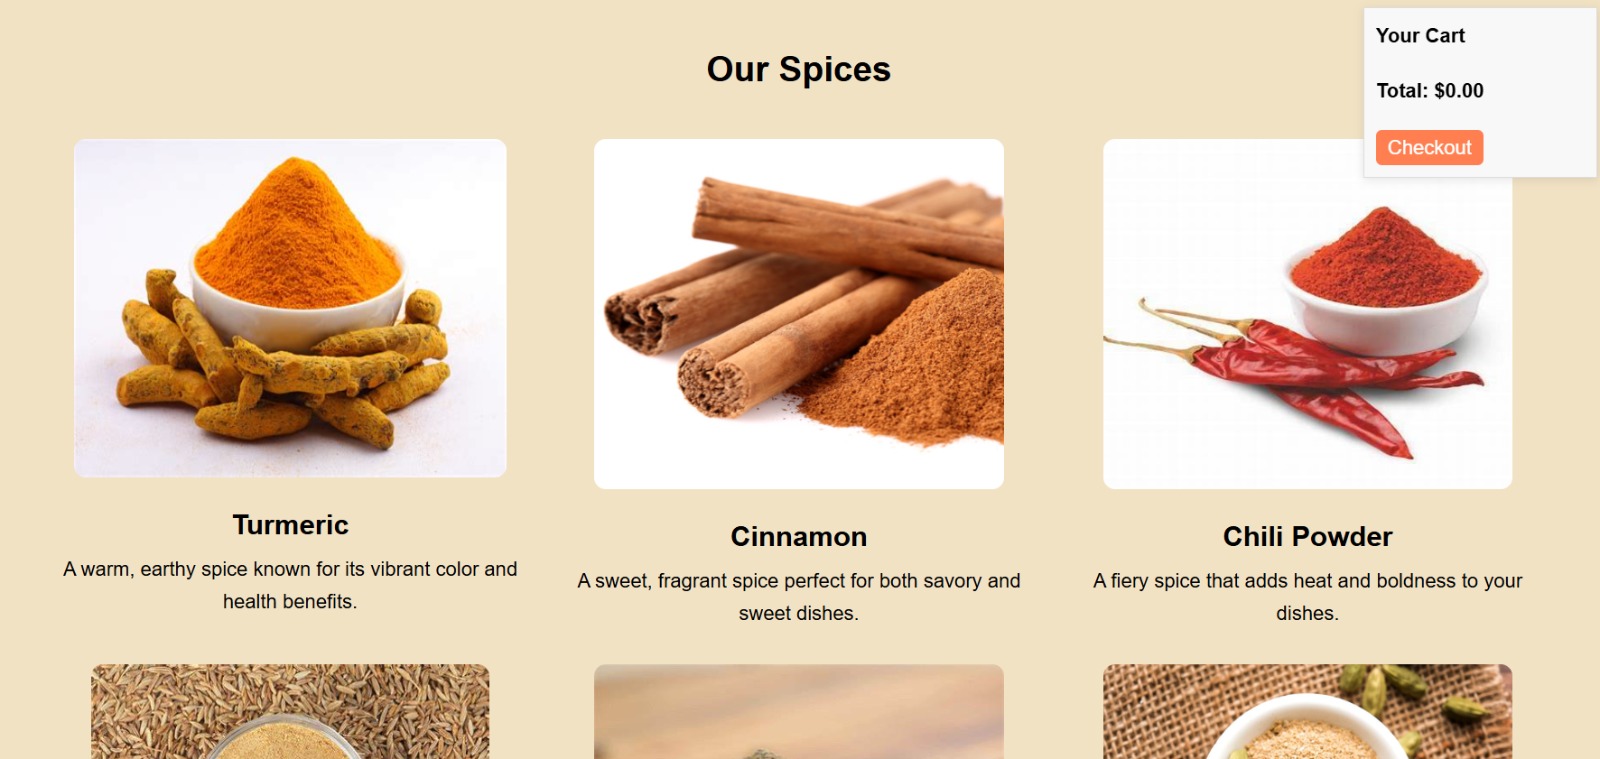 Our Spices
Your Cart
Total: $0.00
Checkout
Turmeric
A warm, earthy spice known for its vibrant color and
health benefits.
Cinnamon
A sweet, fragrant spice perfect for both savory and
sweet dishes.
Chili Powder
A fiery spice that adds heat and boldness to your
dishes.